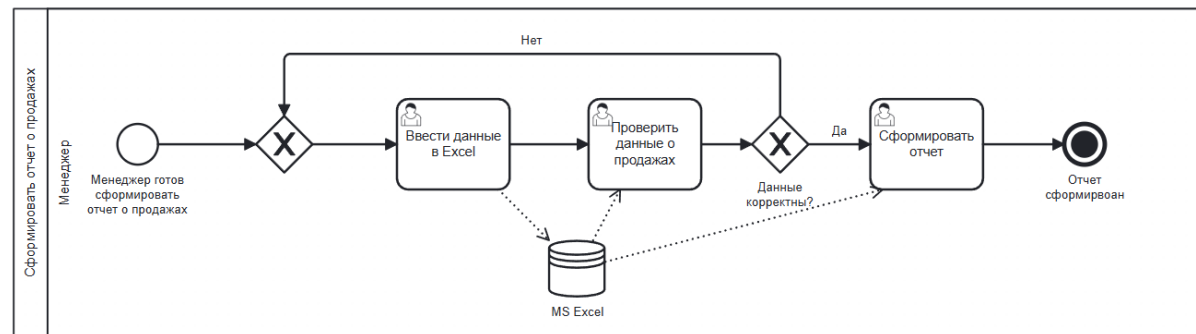 Сформировать отчет о продажах
Менеджер
Нет
Менеджер готов
сформировать
отчет о продажах
Ввести данные
в Excel
Проверить
данные о
продажах
Данные
корректны?
Да
Сформировать
отчет
Отчет
сформирвоан
MS Excel